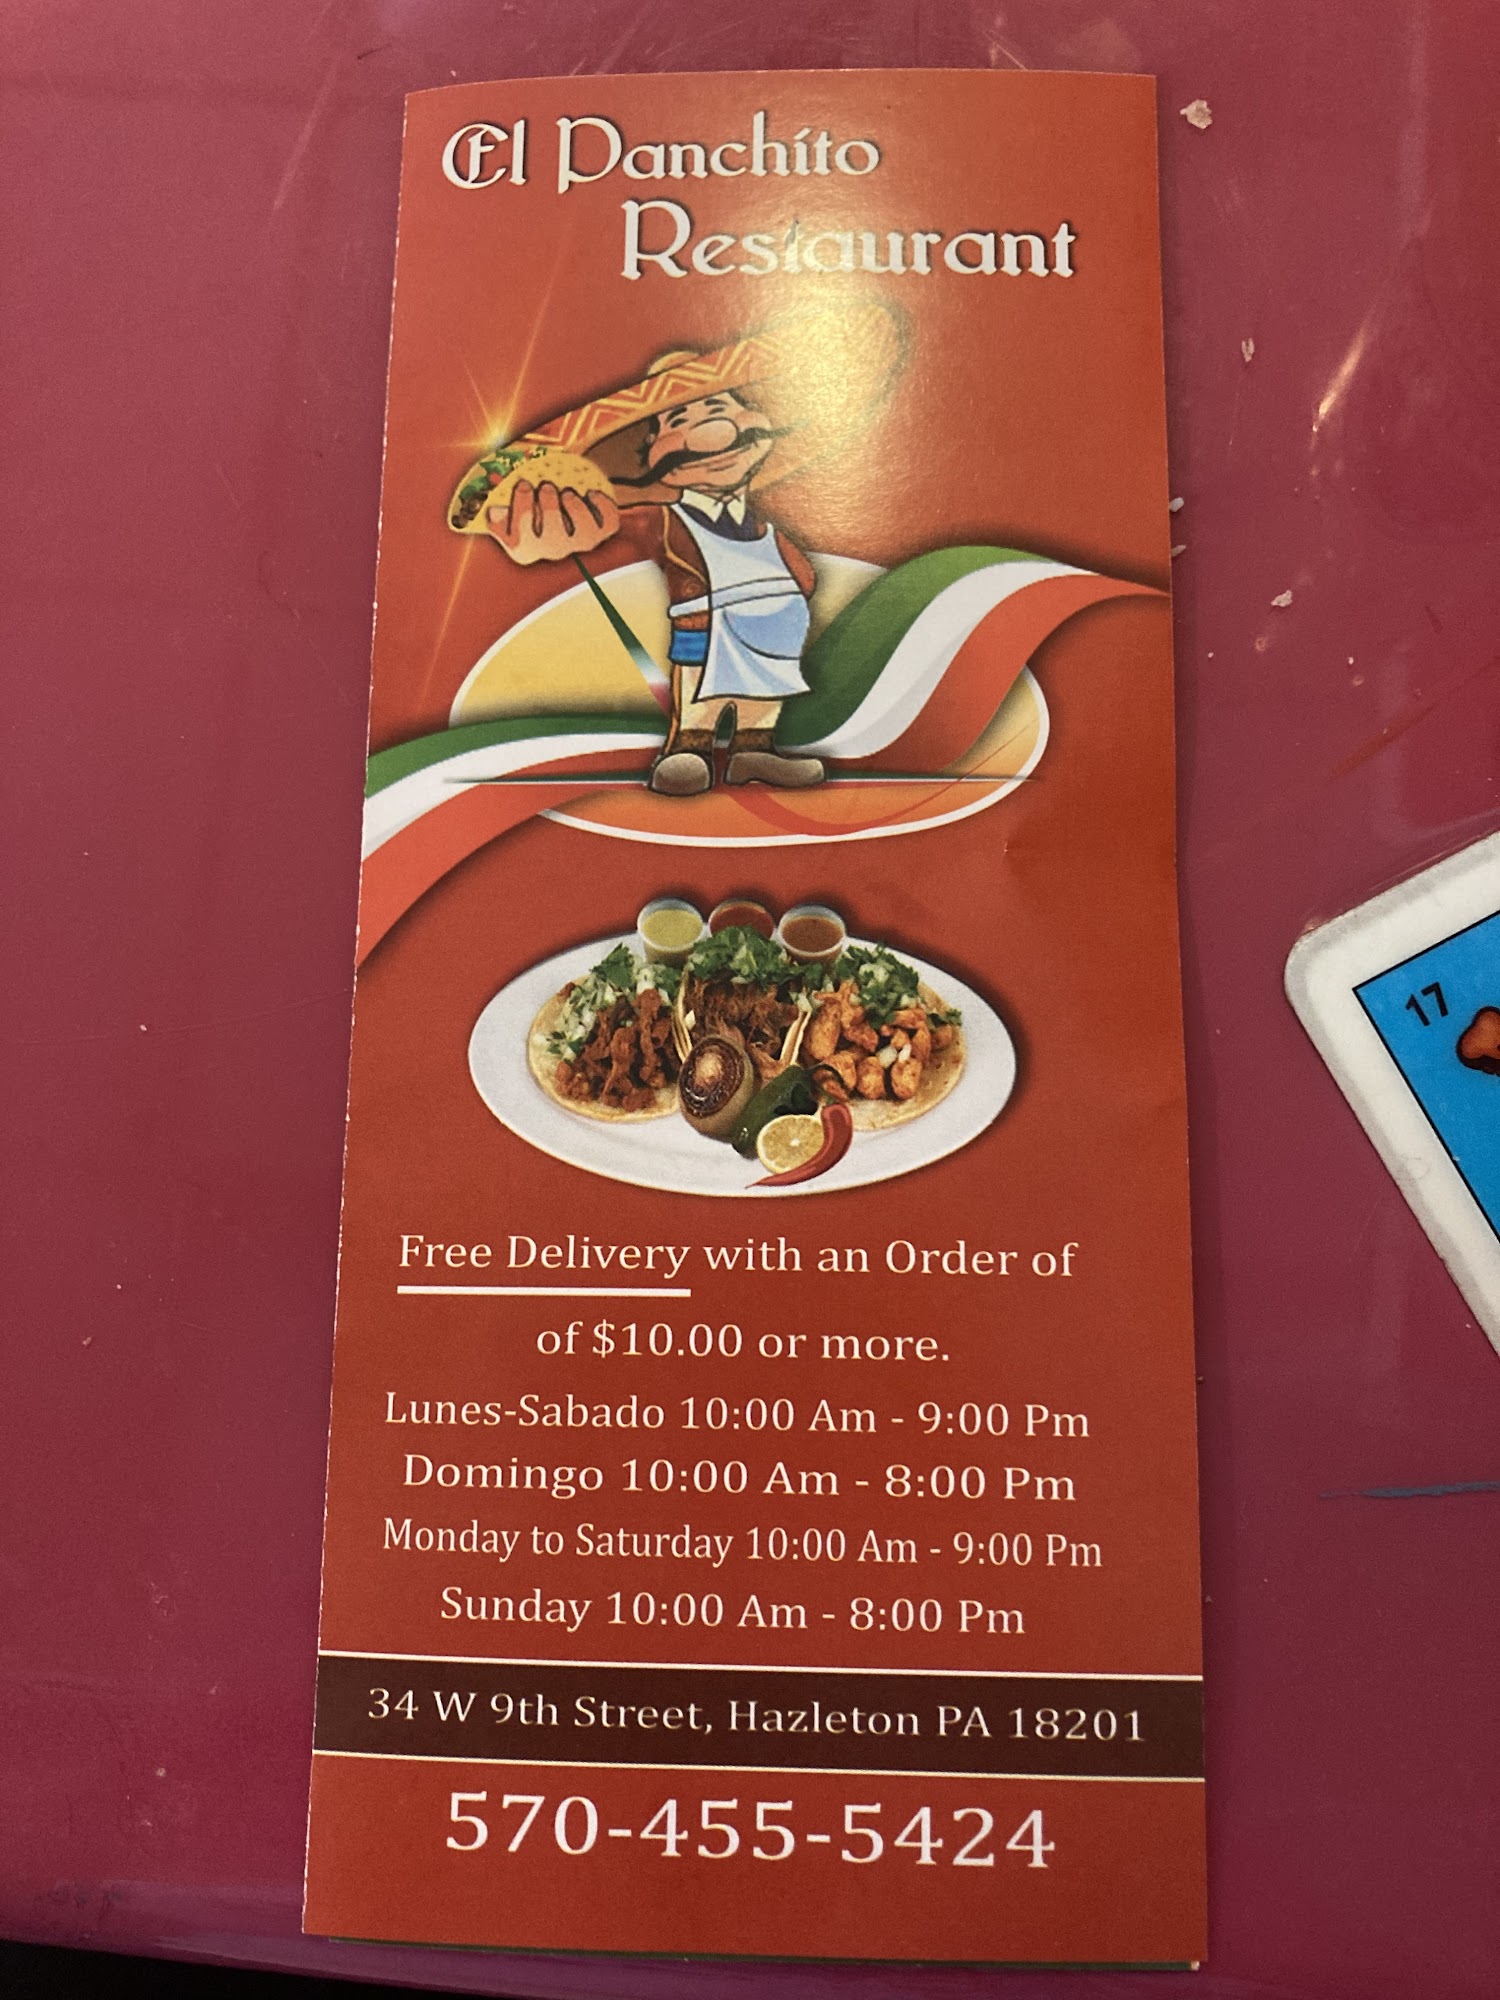 El Panchito
Restaurant
17
Free Delivery with an Order of
of $10.00 or more.
Lunes-Sabado 10:00 Am - 9:00 Pm
Domingo 10:00 Am - 8:00 Pm
Monday to Saturday 10:00 Am - 9:00 Pm
Sunday 10:00 Am - 8:00 Pm
34 W 9th Street, Hazleton PA 18201
570-455-5424